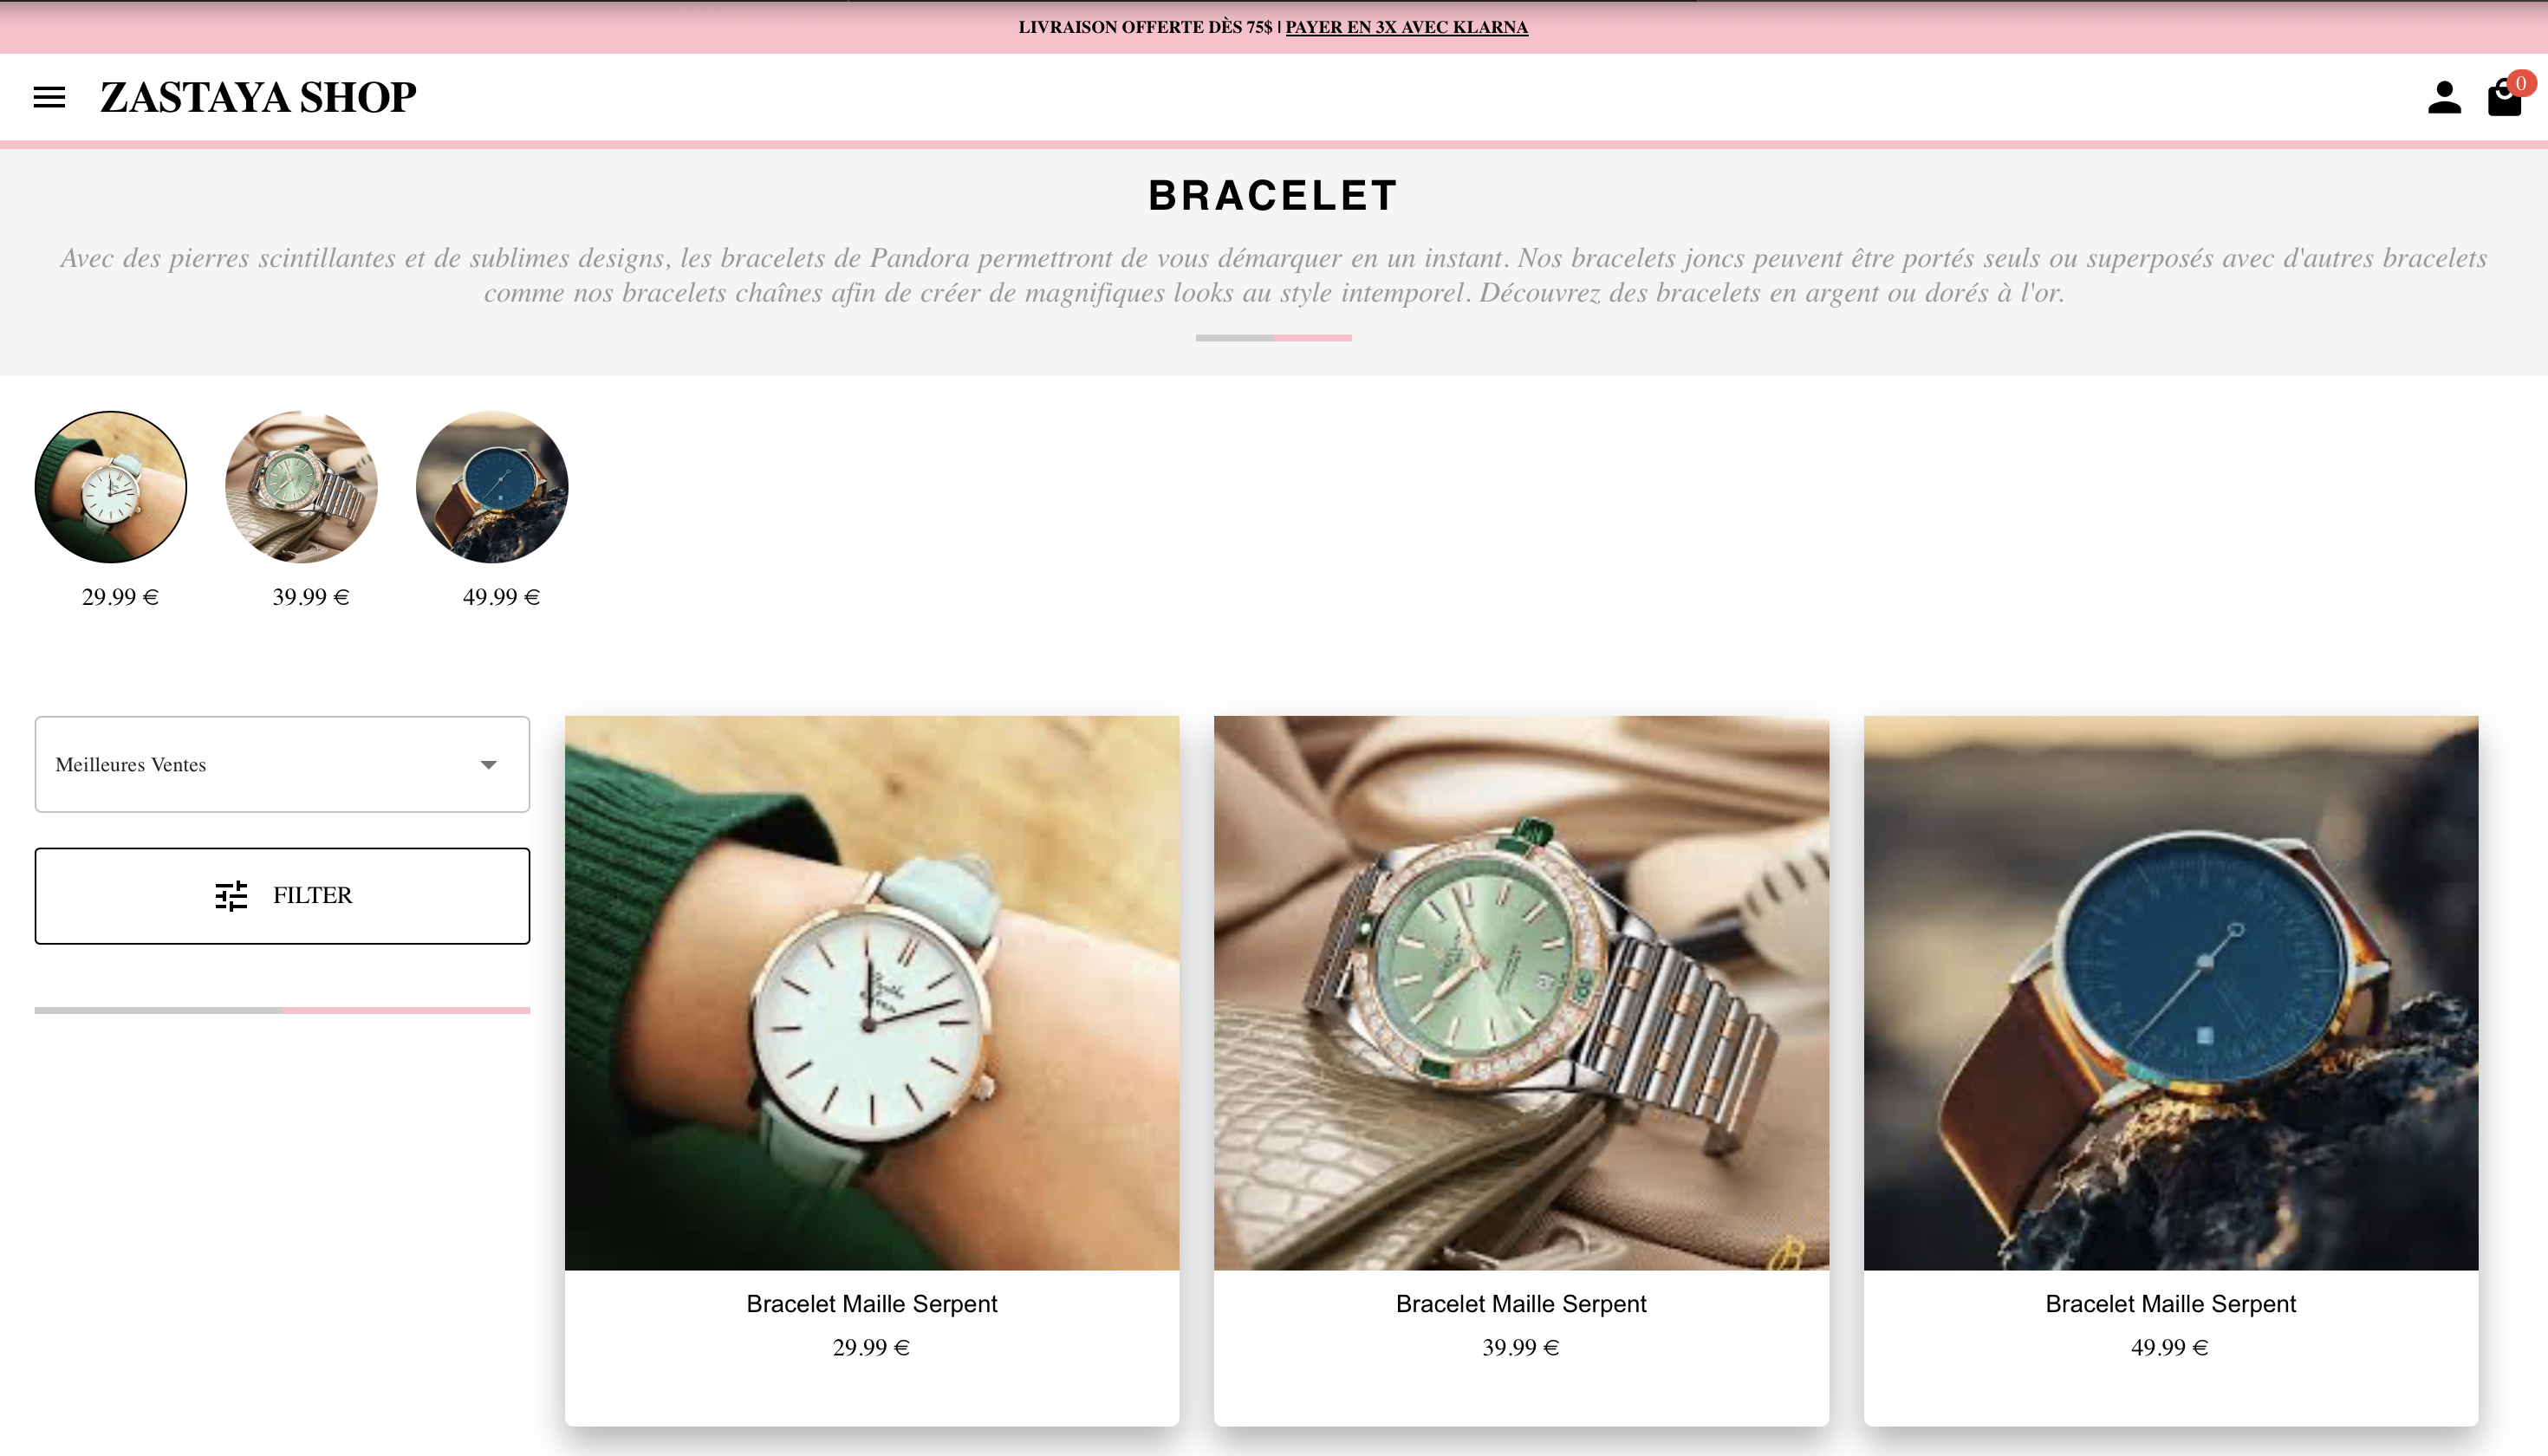 LIVRAISON OFFERTE DÈS 75$ | PAYER EN 3X AVEC KLARNA
ZASTAYA SHOP
0
BRACELET
Avec des pierres scintillantes et de sublimes designs, les bracelets de Pandora permettront de vous démarquer en un instant. Nos bracelets joncs peuvent être portés seuls ou superposés avec d'autres bracelets
comme nos bracelets chaînes afin de créer de magnifiques looks au style intemporel. Découvrez des bracelets en argent ou dorés à l'or.
29.99 €
39.99 €
49.99 €
Meilleures Ventes
FILTER
Bracelet Maille Serpent
29.99 €
Bracelet Maille Serpent
39.99 €
Bracelet Maille Serpent
49.99 €